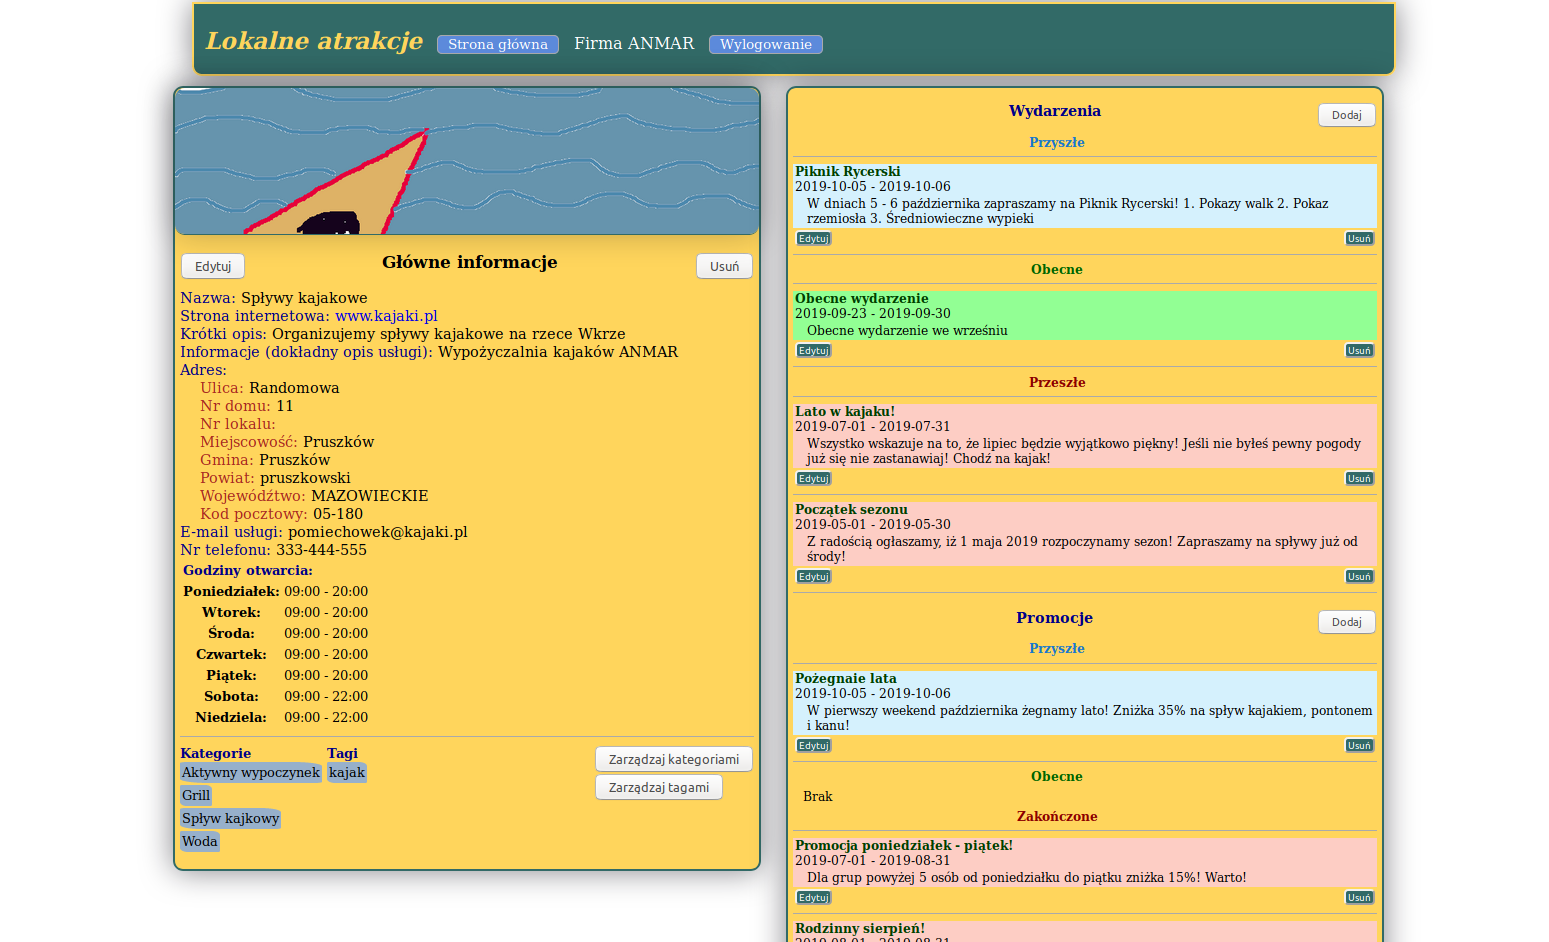 Lokalne atrakcje Strona główna Firma ANMAR Wylogowanie
Edytuj Główne informacje Usuń
Nazwa: Spływy kajakowe
Strona internetowa: www.kajaki.pl
Krótki opis: Organizujemy spływy kajakowe na rzece Wkrze
Informacje (dokładny opis usługi): Wypożyczalnia kajaków ANMAR
Adres:
Ulica: Randomowa
Nr domu: 11
Nr lokalu:
Miejscowość: Pruszków
Gmina: Pruszków
Powiat: pruszkowski
Województwo: MAZOWIECKIE
Kod pocztowy: 05-180
E-mail usługi: pomiechowek@kajaki.pl
Nr telefonu: 333-444-555
Godziny otwarcia:
Poniedziałek: 09:00 - 20:00
Wtorek: 09:00 - 20:00
Środa: 09:00 - 20:00
Czwartek: 09:00 - 20:00
Piątek: 09:00 - 20:00
Sobota: 09:00 - 22:00
Niedziela: 09:00 - 22:00
Kategorie Tagi Zarządzaj kategoriami
Aktywny wypoczynek kajak
Zarządzaj tagami
Grill
Spływ kajkowy
Woda
Wydarzenia Dodaj
Przyszłe
Piknik Rycerski
2019-10-05 - 2019-10-06
W dniach 5 - 6 października zapraszamy na Piknik Rycerski! 1. Pokazy walk 2. Pokaz
rzemiosła 3. Średniowieczne wypieki
Edytuj Usuń
Obecne
Obecne wydarzenie
2019-09-23 - 2019-09-30
Obecne wydarzenie we wrześniu
Edytuj Usuń
Przeszłe
Lato w kajaku!
2019-07-01 - 2019-07-31
Wszystko wskazuje na to, że lipiec będzie wyjątkowo piękny! Jeśli nie byłeś pewny pogody
już się nie zastanawiaj! Chodź na kajak!
Edytuj Usuń
Początek sezonu
2019-05-01 - 2019-05-30
Z radością ogłaszamy, iż 1 maja 2019 rozpoczynamy sezon! Zapraszamy na spływy już od
środy!
Edytuj Usuń
Promocje Dodaj
Przyszłe
Pożegnaie lata
2019-10-05 - 2019-10-06
W pierwszy weekend października żegnamy lato! Zniżka 35% na spływ kajakiem, pontonem
i kanu!
Edytuj Usuń
Obecne
Brak
Zakończone
Promocja poniedziałek - piątek!
2019-07-01 - 2019-08-31
Dla grup powyżej 5 osób od poniedziałku do piątku zniżka 15%! Warto!
Edytuj Usuń
Rodzinny sierpień!
2019-08-01 - 2019-08-31